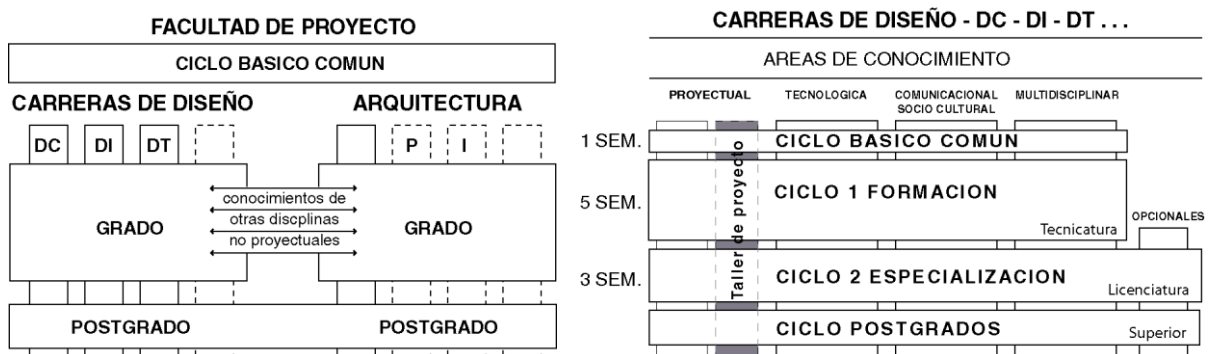 FACULTAD DE PROYECTO
CICLO BASICO COMUN
CARRERAS DE DISEÑO
ARQUITECTURA
DC
DI
DT
P
I
conocimientos de
otras discplinas
no proyectuales
GRADO
GRADO
POSTGRADO
POSTGRADO
CARRERAS DE DISEÑO - DC - DI - DT . . .
AREAS DE CONOCIMIENTO
PROYECTUAL
TECNOLOGICA
COMUNICACIONAL
SOCIO CULTURAL
MULTIDISCIPLINAR
1 SEM.
CICLO BASICO COMUN
5 SEM.
CICLO 1 FORMACION
Tecnicatura
OPCIONALES
Taller de proyecto
3 SEM.
CICLO 2 ESPECIALIZACION
Licenciatura
CICLO POSTGRADOS
Superior